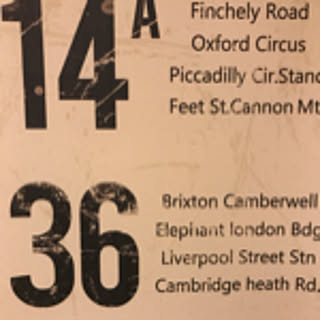 14A
Finchely Road
Oxford Circus
Piccadilly Cir.Stand
Feet St.Cannon Mt
36
Brixton Camberwell
Elephant london Bdg
Liverpool Street Stn
Cambridge heath Rd.